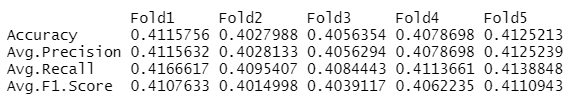 Fold1 Fold2 Fold3 Fold4 Fold5
Accuracy 0.4115756 0.4027988 0.4056354 0.4078698 0.4125213
Avg.Precision 0.4115632 0.4028133 0.4056294 0.4078698 0.4125239
Avg.Recall 0.4166617 0.4095407 0.4084443 0.4113661 0.4138848
Avg.F1.Score 0.4107633 0.4014998 0.4039117 0.4062235 0.4110943